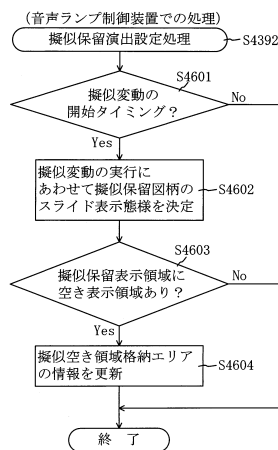 (音声ランプ制御装置での処理)
擬似保留演出設定処理
S4392
S4601
擬似変動の
開始タイミング？
No
Yes
擬似変動の実行に
あわせて擬似保留図柄の
スライド表示態様を決定
S4602
S4603
擬似保留表示領域に
空き表示領域あり？
No
Yes
擬似空き領域格納エリア
の情報を更新
S4604
終 了